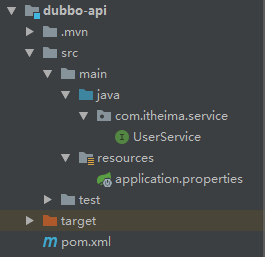 dubbo-api
.mvn
src
main
java
com.itheima.service
UserService
resources
application.properties
test
target
pom.xml